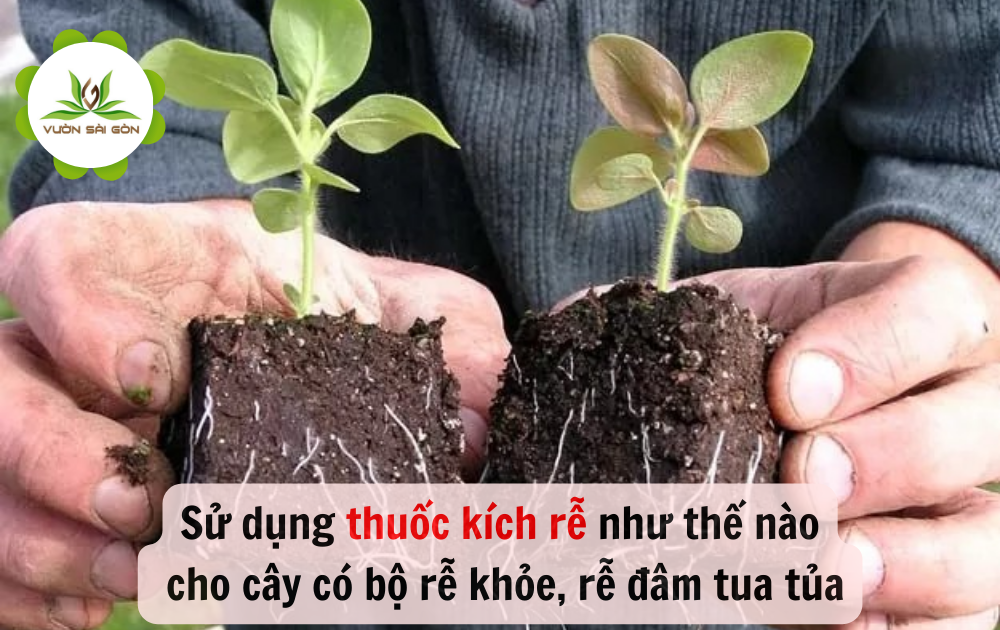 VƯỜN SÀI GÒN
Sử dụng thuốc kích rễ như thế nào
cho cây có bộ rễ khỏe, rễ đâm tua tủa